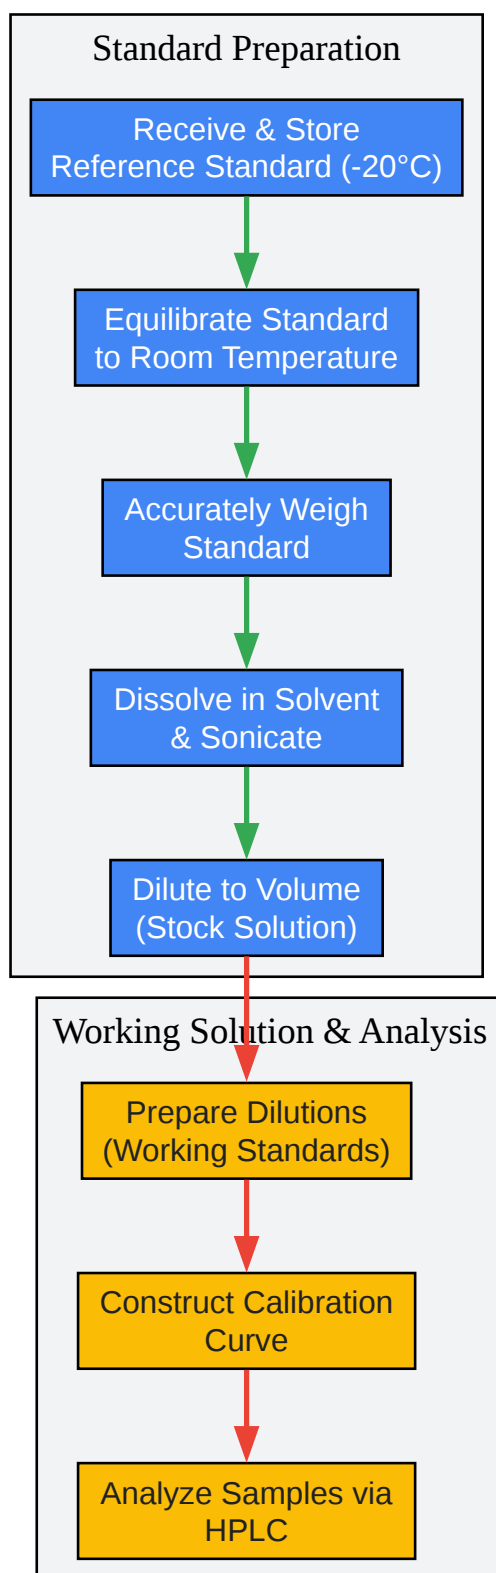 Standard Preparation
Receive & Store
Reference Standard (-20°C)
Equilibrate Standard
to Room Temperature
Accurately Weigh
Standard
Dissolve in Solvent
& Sonicate
Dilute to Volume
(Stock Solution)
Working Solution & Analysis
Prepare Dilutions
(Working Standards)
Construct Calibration
Curve
Analyze Samples via
HPLC